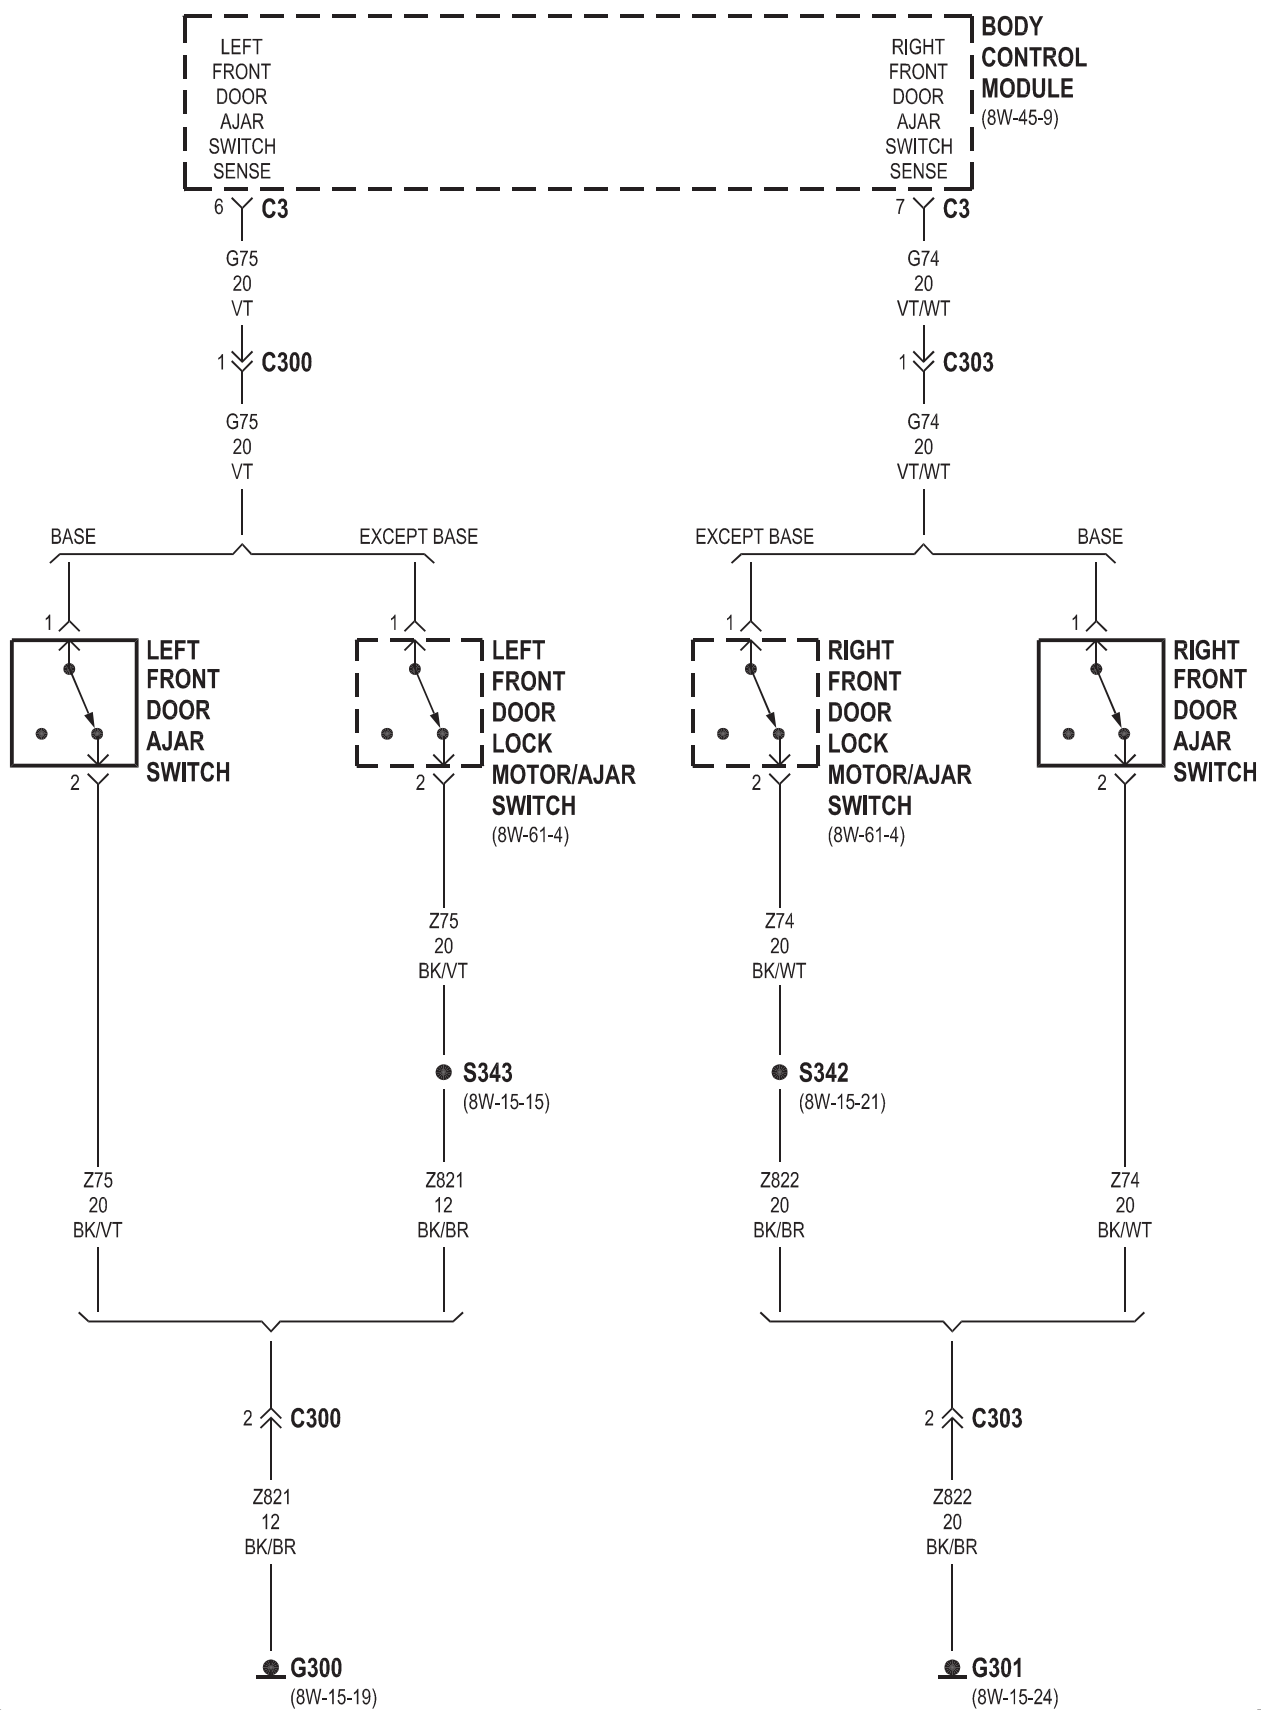 LEFT
FRONT
DOOR
AJAR
SWITCH
SENSE
RIGHT
FRONT
DOOR
AJAR
SWITCH
SENSE
BODY
CONTROL
MODULE
(8W-45-9)
6 C3
7 C3
G75
20
VT
G74
20
VT/WT
1 C300
1 C303
G75
20
VT
G74
20
VT/WT
BASE
EXCEPT BASE
EXCEPT BASE
BASE
1
1
1
1
LEFT
FRONT
DOOR
AJAR
SWITCH
LEFT
FRONT
DOOR
LOCK
MOTOR/AJAR
SWITCH
(8W-61-4)
RIGHT
FRONT
DOOR
LOCK
MOTOR/AJAR
SWITCH
(8W-61-4)
RIGHT
FRONT
DOOR
AJAR
SWITCH
2
2
2
2
Z75
20
BK/VT
Z74
20
BK/WT
S343
(8W-15-15)
S342
(8W-15-21)
Z75
20
BK/VT
Z821
12
BK/BR
Z822
20
BK/BR
Z74
20
BK/WT
2 C300
2 C303
Z821
12
BK/BR
Z822
20
BK/BR
G300
(8W-15-19)
G301
(8W-15-24)